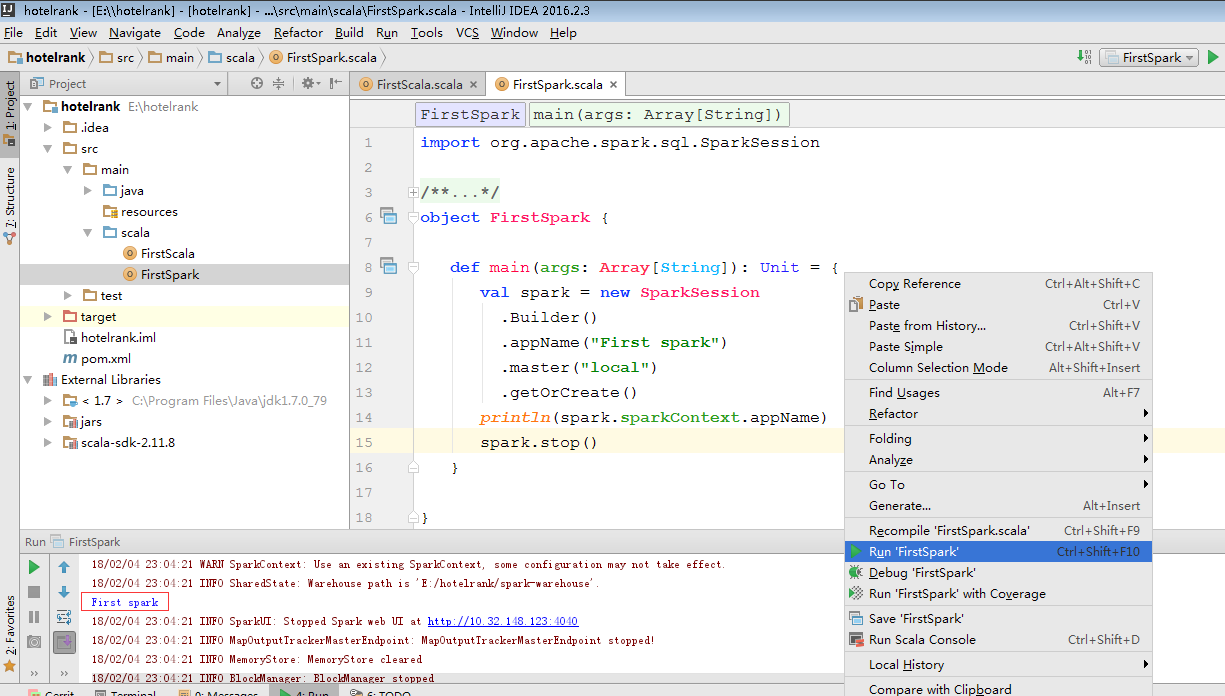 hotelrank - [E:\\hotelrank] - [hotelrank] - ...\src\main\scala\FirstSpark.scala - IntelliJ IDEA 2016.2.3
File Edit View Navigate Code Analyze Refactor Build Run Tools VCS Window Help
hotelrank src main scala FirstSpark.scala FirstSpark
Project
FirstScala.scala FirstSpark.scala
1: Project
7: Structure
2: Favorites
hotelrank E:\hotelrank
.idea
src
main
java
resources
scala
FirstScala
FirstSpark
test
target
hotelrank.iml
pom.xml
External Libraries
< 1.7 > C:\Program Files\Java\jdk1.7.0_79
jars
scala-sdk-2.11.8
FirstSpark main(args: Array[String])
1 import org.apache.spark.sql.SparkSession
2
3 /**...*/
6 object FirstSpark {
7
8 def main(args: Array[String]): Unit = {
9 val spark = new SparkSession
10 .Builder()
11 .appName("First spark")
12 .master("local")
13 .getOrCreate()
14 println(spark.sparkContext.appName)
15 spark.stop()
16 }
17
18 }
Copy Reference Ctrl+Alt+Shift+C
Paste Ctrl+V
Paste from History... Ctrl+Shift+V
Paste Simple Ctrl+Alt+Shift+V
Column Selection Mode Alt+Shift+Insert
Find Usages Alt+F7
Refactor
Folding
Analyze
Go To
Generate... Alt+Insert
Recompile 'FirstSpark.scala' Ctrl+Shift+F9
Run 'FirstSpark' Ctrl+Shift+F10
Debug 'FirstSpark'
Run 'FirstSpark' with Coverage
Save 'FirstSpark'
Run Scala Console Ctrl+Shift+D
Local History
Compare with Clipboard
Run FirstSpark
18/02/04 23:04:21 WARN SparkContext: Use an existing SparkContext, some configuration may not take effect.
18/02/04 23:04:21 INFO SharedState: Warehouse path is 'E:/hotelrank/spark-warehouse'.
First spark
18/02/04 23:04:21 INFO SparkUI: Stopped Spark web UI at http://10.32.148.123:4040
18/02/04 23:04:21 INFO MapOutputTrackerMasterEndpoint: MapOutputTrackerMasterEndpoint stopped!
18/02/04 23:04:21 INFO MemoryStore: MemoryStore cleared
18/02/04 23:04:21 INFO BlockManager: BlockManager stopped
Gerrit Terminal 0: Messages 4: Run 6: TODO